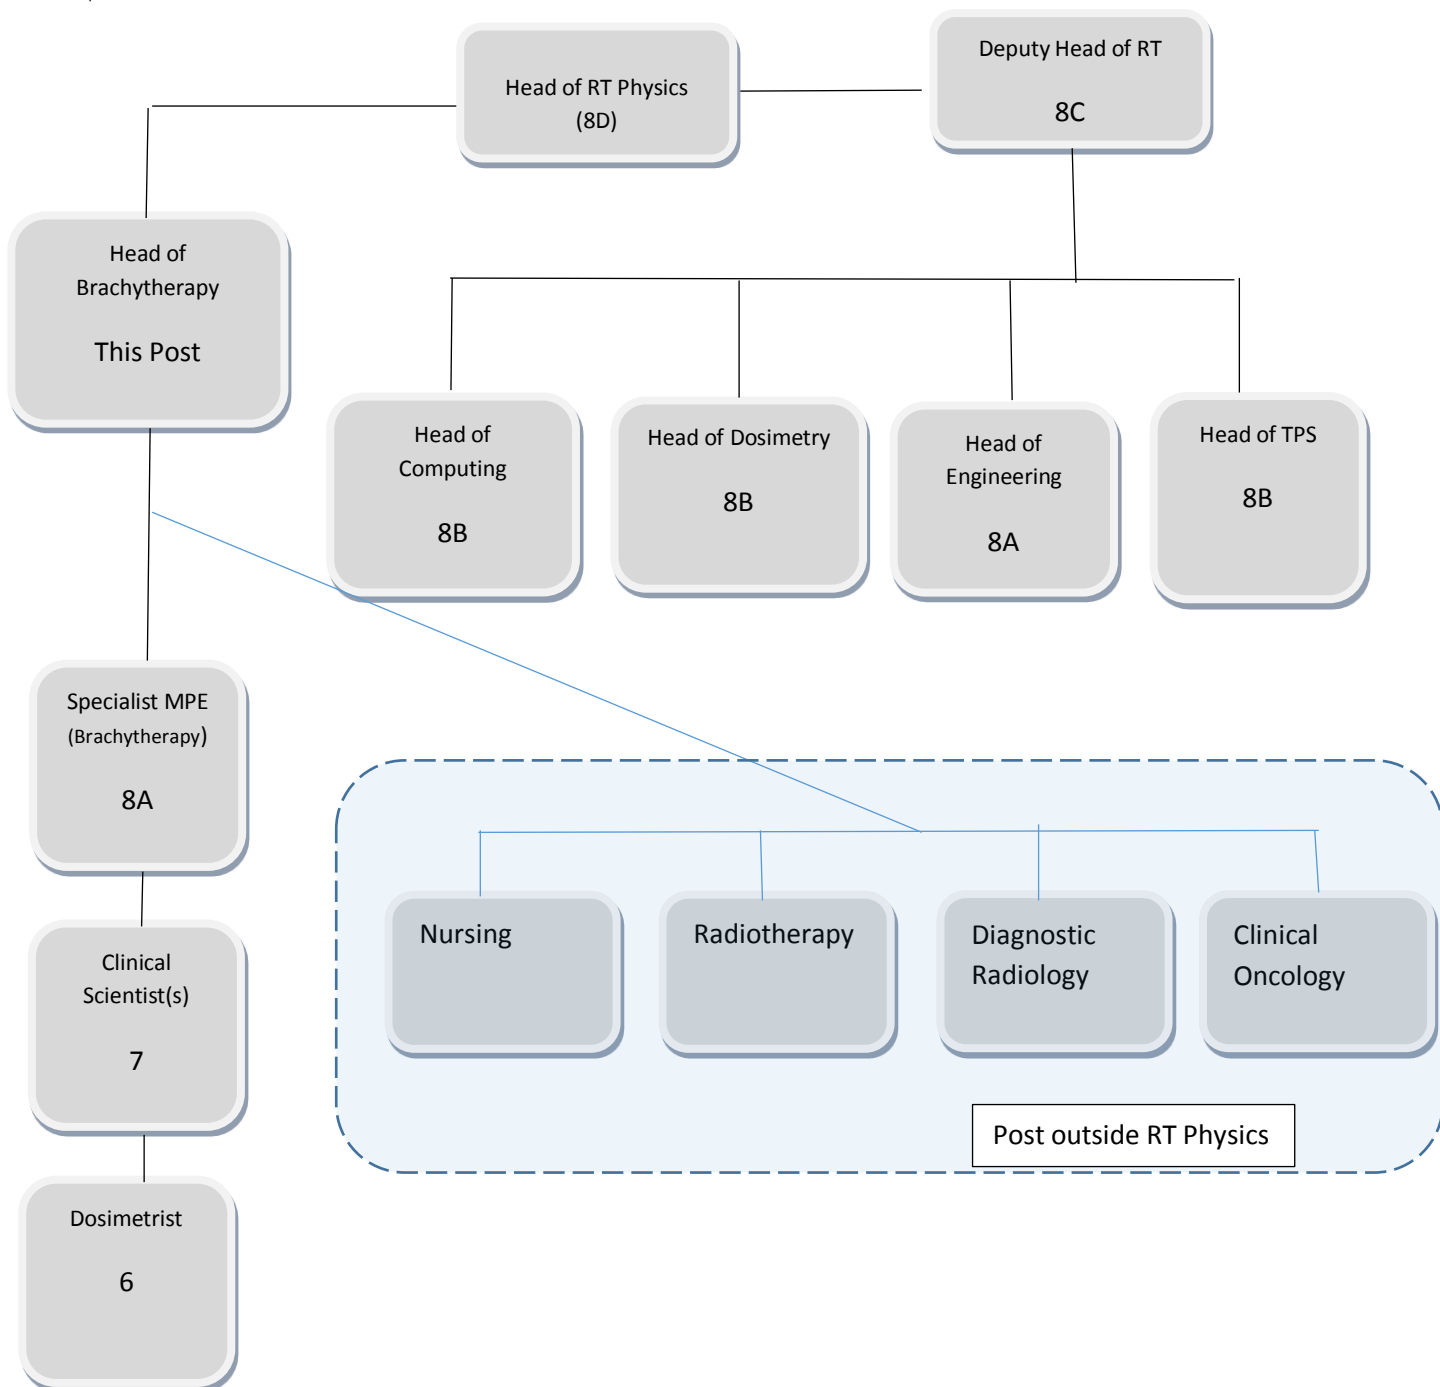 Head of RT Physics
(8D)
Deputy Head of RT
8C
Head of
Brachytherapy
This Post
Head of
Computing
8B
Head of Dosimetry
8B
Head of
Engineering
8A
Head of TPS
8B
Specialist MPE
(Brachytherapy)
8A
Clinical
Scientist(s)
7
Dosimetrist
6
Nursing
Radiotherapy
Diagnostic
Radiology
Clinical
Oncology
Post outside RT Physics